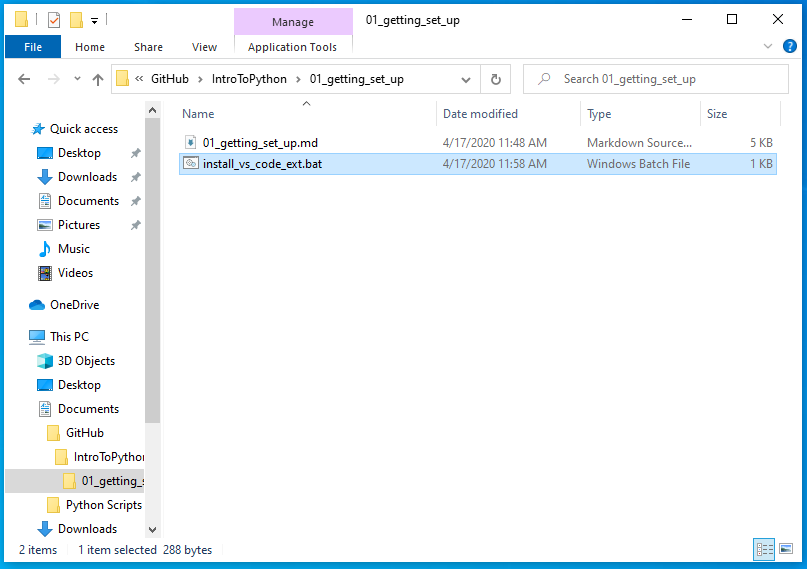 Manage 01_getting_set_up
File Home Share View Application Tools
« GitHub > IntroToPython > 01_getting_set_up Search 01_getting_set_up
Name Date modified Type Size
01_getting_set_up.md 4/17/2020 11:48 AM Markdown Source... 5 KB
install_vs_code_ext.bat 4/17/2020 11:58 AM Windows Batch File 1 KB
Quick access
Desktop
Downloads
Documents
Pictures
Music
Videos
OneDrive
This PC
3D Objects
Desktop
Documents
GitHub
IntroToPythor
01_getting_s
Python Scripts
Downloads
2 items 1 item selected 288 bytes